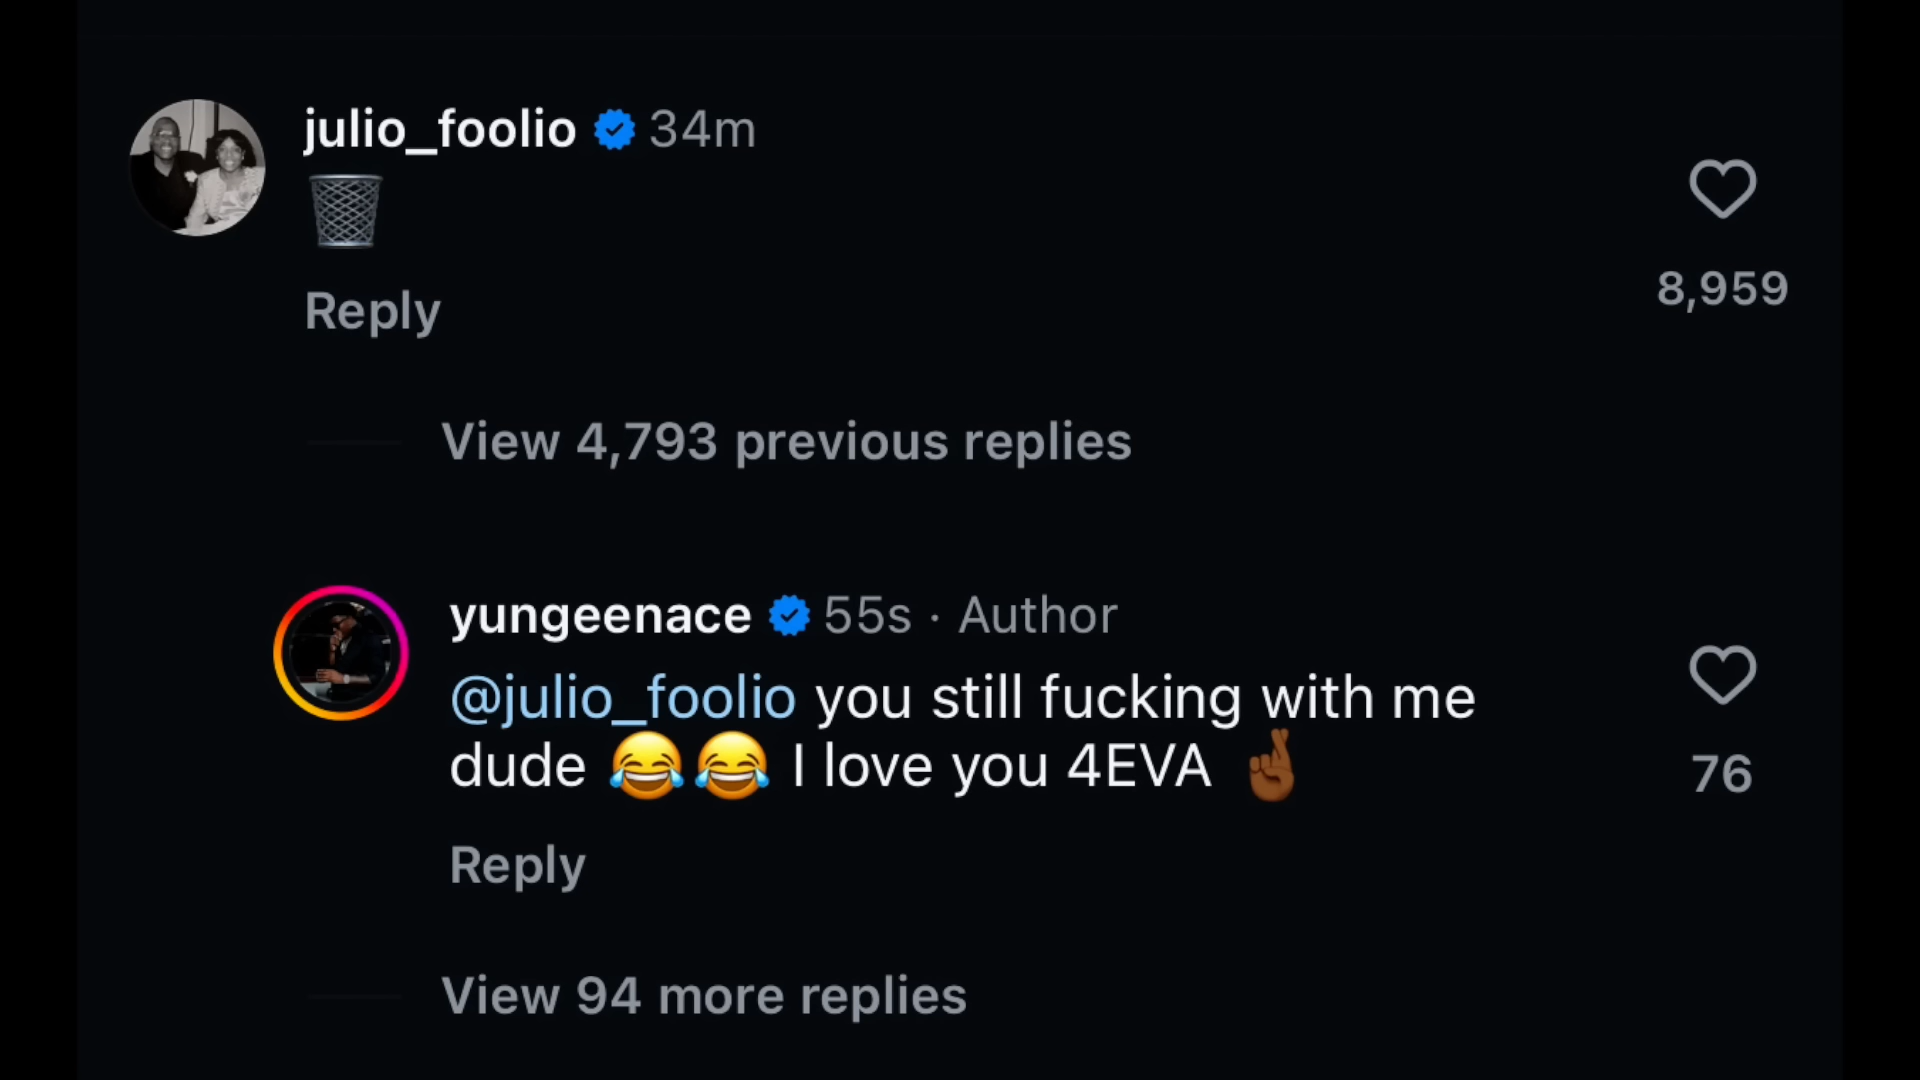 julio_foolio 34m
🗑️
Reply
8,959
View 4,793 previous replies
yungeenace 55s · Author
@julio_foolio you still fucking with me
dude 😂😂 I love you 4EVA 🤞🏾
76
Reply
View 94 more replies